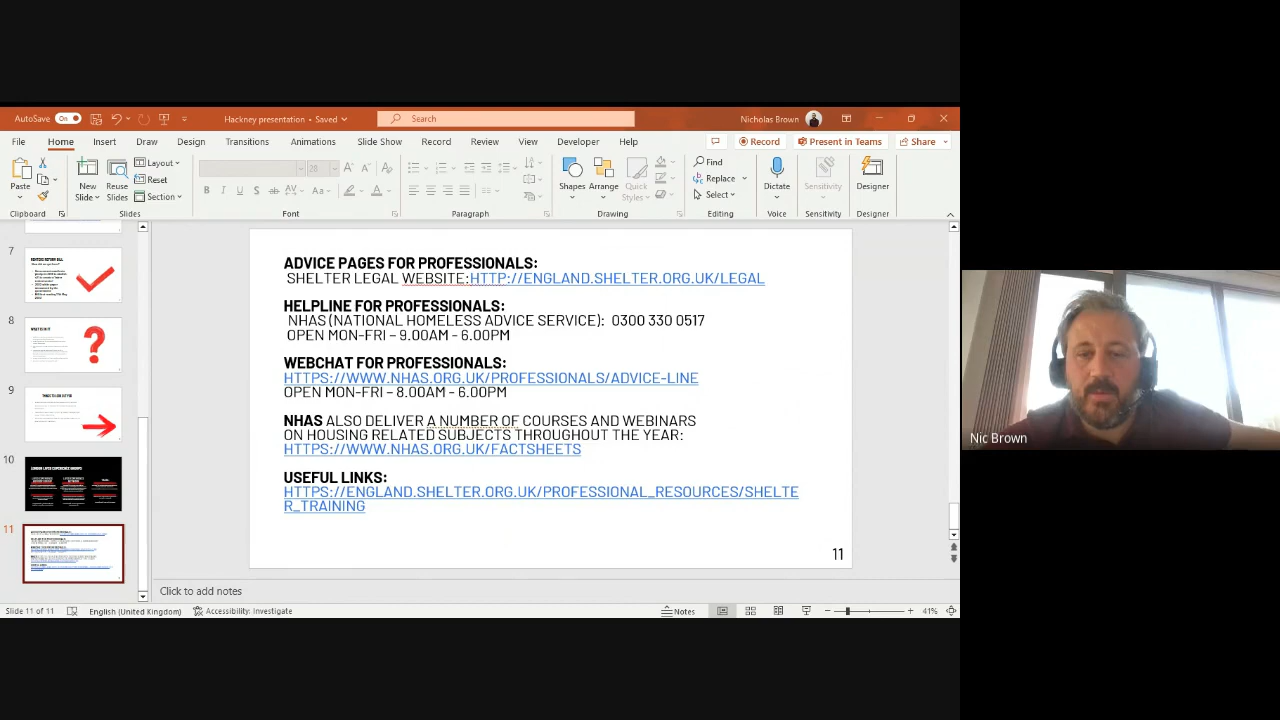 AutoSave On
Hackney presentation • Saved
Search
Nicholas Brown
File Home Insert Draw Design Transitions Animations Slide Show Record Review View Developer Help
Record
Present in Teams
Share
Paste
New Slide
Reuse Slides
Layout
Reset
Section
28
Shapes
Arrange
Quick Styles
Find
Replace
Select
Dictate
Sensitivity
Designer
Clipboard
Slides
Font
Paragraph
Drawing
Editing
Voice
Sensitivity
Designer
7
8
9
10
11
ADVICE PAGES FOR PROFESSIONALS:
SHELTER LEGAL WEBSITE:HTTP://ENGLAND.SHELTER.ORG.UK/LEGAL
HELPLINE FOR PROFESSIONALS:
NHAS (NATIONAL HOMELESS ADVICE SERVICE): 0300 330 0517
OPEN MON-FRI – 9.00AM - 6.00PM
WEBCHAT FOR PROFESSIONALS:
HTTPS://WWW.NHAS.ORG.UK/PROFESSIONALS/ADVICE-LINE
OPEN MON-FRI – 8.00AM - 6.00PM
NHAS ALSO DELIVER A NUMBER OF COURSES AND WEBINARS
ON HOUSING RELATED SUBJECTS THROUGHOUT THE YEAR:
HTTPS://WWW.NHAS.ORG.UK/FACTSHEETS
USEFUL LINKS:
HTTPS://ENGLAND.SHELTER.ORG.UK/PROFESSIONAL_RESOURCES/SHELTE
R_TRAINING
11
Click to add notes
Slide 11 of 11
English (United Kingdom)
Accessibility: Investigate
Notes
41%
Nic Brown